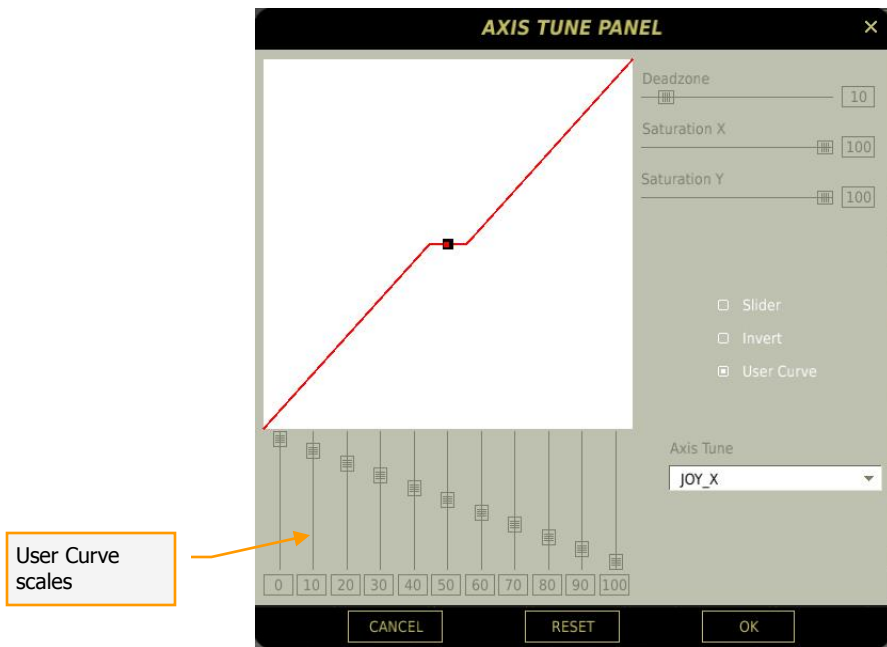 AXIS TUNE PANEL
Deadzone
10
Saturation X
100
Saturation Y
100
Slider
Invert
User Curve
Axis Tune
JOY_X
User Curve
scales
0 10 20 30 40 50 60 70 80 90 100
CANCEL RESET OK